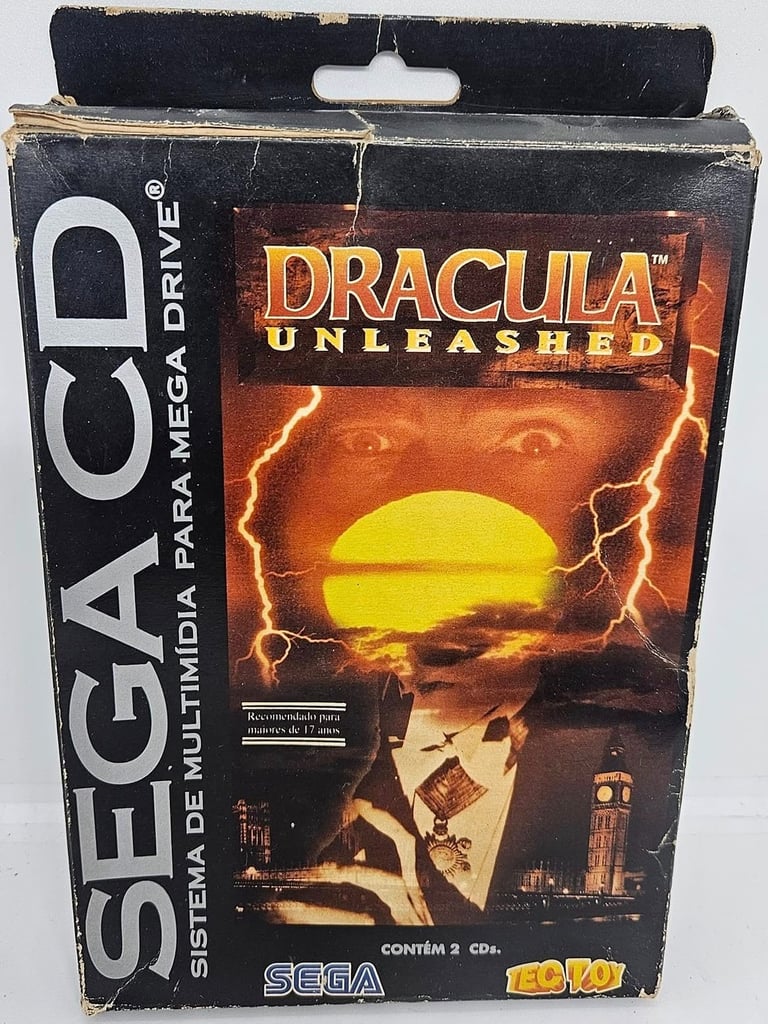 SEGA CD
SISTEMA DE MULTIMÍDIA PARA MEGA DRIVE®
DRACULA™
UNLEASHED
Recomendado para
maiores de 17 anos
CONTÉM 2 CDs.
SEGA
TEC TOY